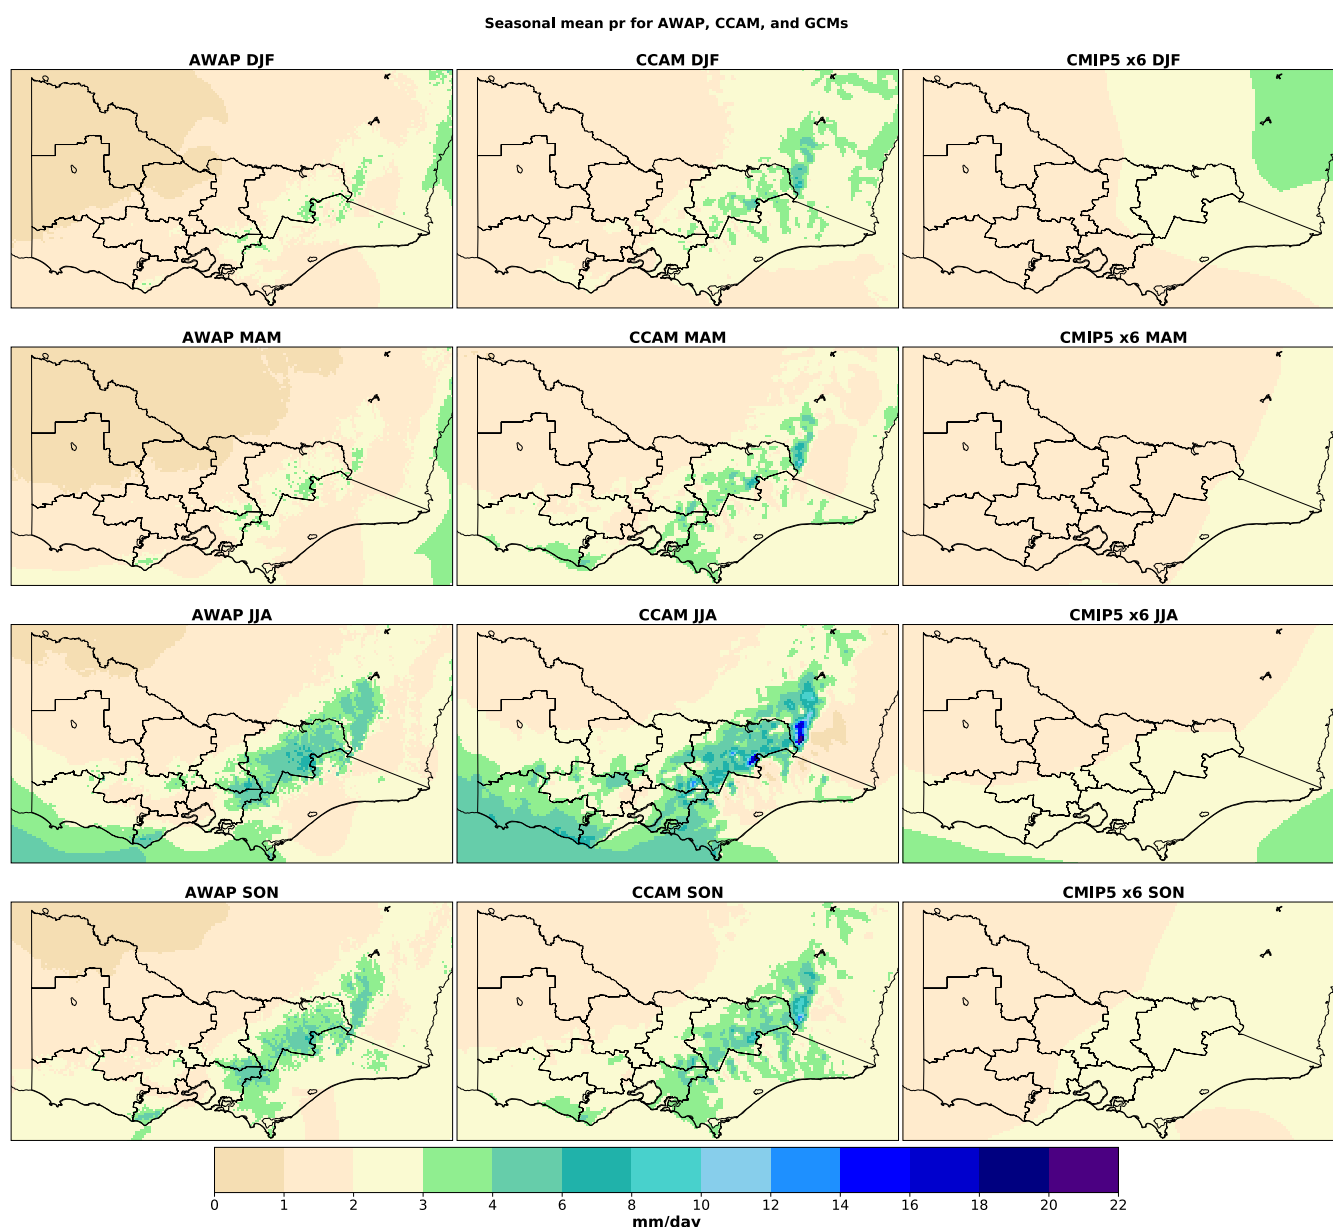 Seasonal mean pr for AWAP, CCAM, and GCMs
AWAP DJF
CCAM DJF
CMIP5 x6 DJF
AWAP MAM
CCAM MAM
CMIP5 x6 MAM
AWAP JJA
CCAM JJA
CMIP5 x6 JJA
AWAP SON
CCAM SON
CMIP5 x6 SON
0 1 2 3 4 6 8 10 12 14 16 18 20 22
mm/day